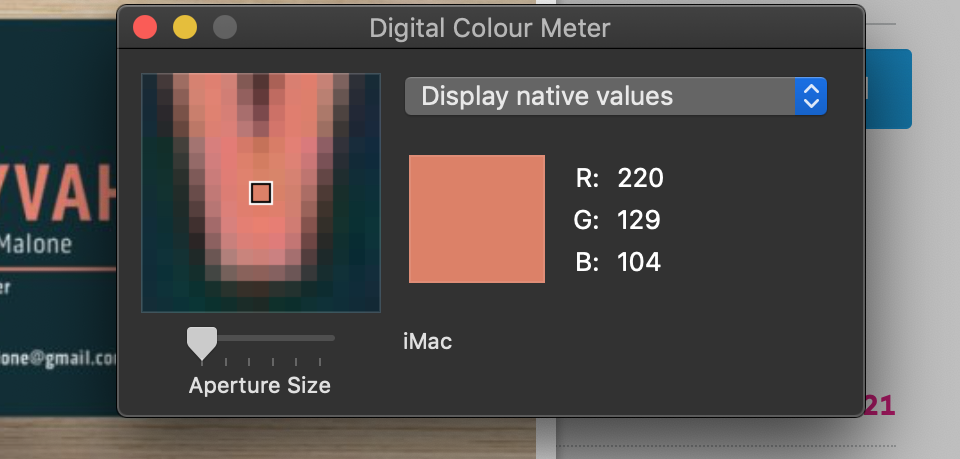 Digital Colour Meter
Display native values
R: 220
G: 129
B: 104
iMac
Aperture Size
YVAH
Malone
er
one@gmail.co
21